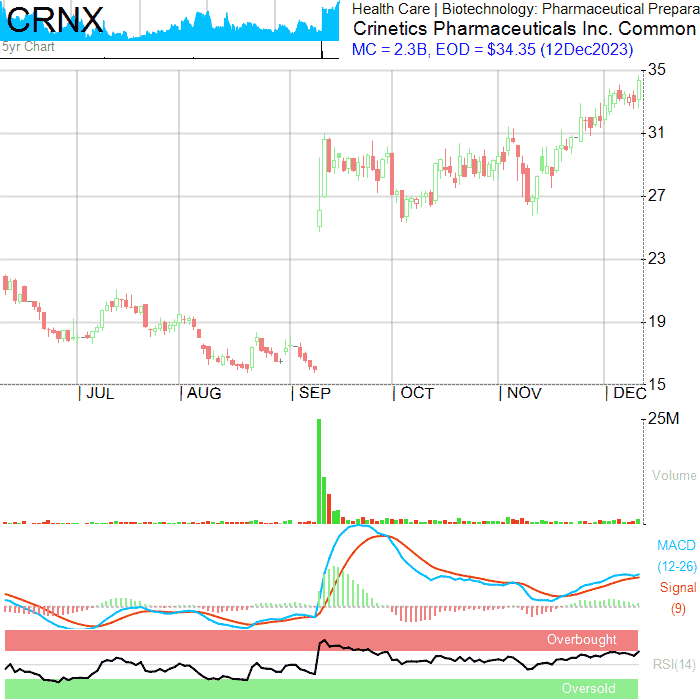 CRNX
5yr Chart
Health Care | Biotechnology: Pharmaceutical Prepara
Crinetics Pharmaceuticals Inc. Common
MC = 2.3B, EOD = $34.35 (12Dec2023)
35
31
27
23
19
15
| JUL | AUG | SEP | OCT | NOV | DEC
25M
Volume
MACD
(12-26)
Signal
(9)
Overbought
RSI(14)
Oversold